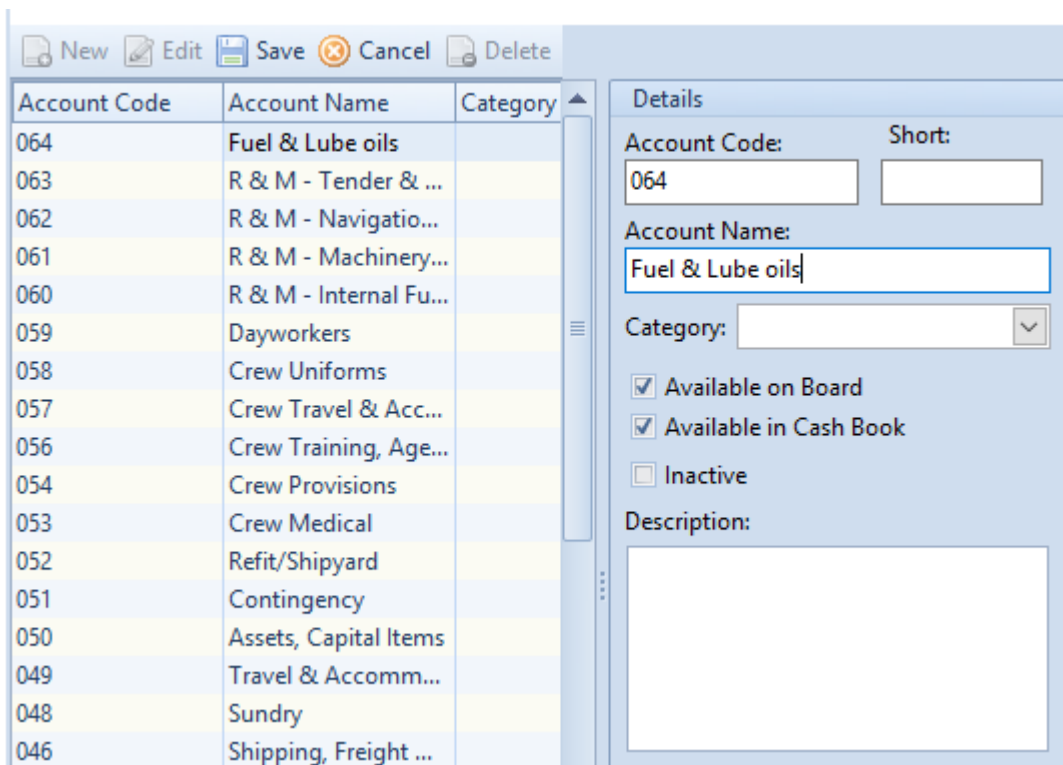 New Edit Save Cancel Delete
Account Code Account Name Category
064 Fuel & Lube oils
063 R & M - Tender & ...
062 R & M - Navigatio...
061 R & M - Machinery...
060 R & M - Internal Fu...
059 Dayworkers
058 Crew Uniforms
057 Crew Travel & Acc...
056 Crew Training, Age...
054 Crew Provisions
053 Crew Medical
052 Refit/Shipyard
051 Contingency
050 Assets, Capital Items
049 Travel & Accomm...
048 Sundry
046 Shipping, Freight ...
Details
Account Code: Short:
064
Account Name:
Fuel & Lube oils
Category:
Available on Board
Available in Cash Book
Inactive
Description: